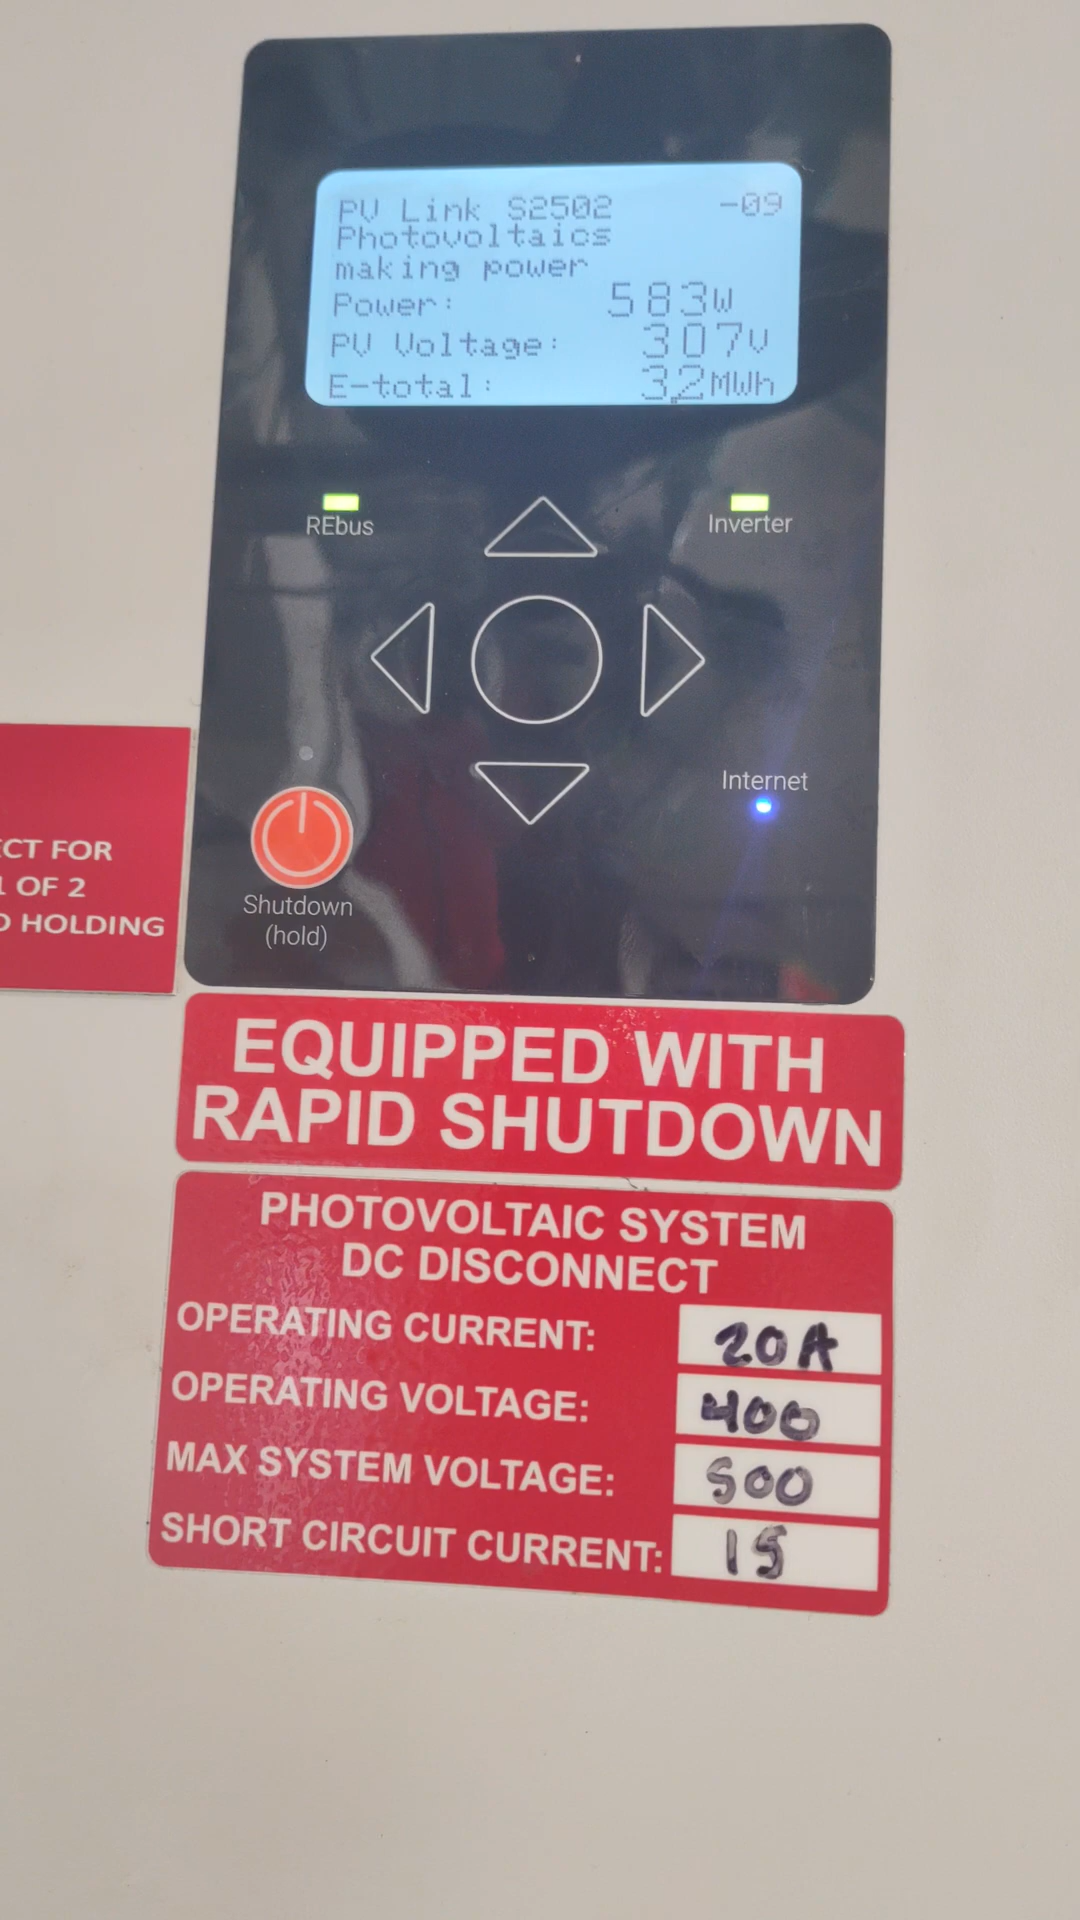 PV Link S2502 -09
Photovoltaics
making power
Power: 583W
PV Voltage: 307V
E-total: 3.2MWh
REbus
Inverter
Internet
Shutdown
(hold)
CT FOR
1 OF 2
HOLDING
EQUIPPED WITH
RAPID SHUTDOWN
PHOTOVOLTAIC SYSTEM
DC DISCONNECT
OPERATING CURRENT: 20A
OPERATING VOLTAGE: 400
MAX SYSTEM VOLTAGE: 500
SHORT CIRCUIT CURRENT: 15